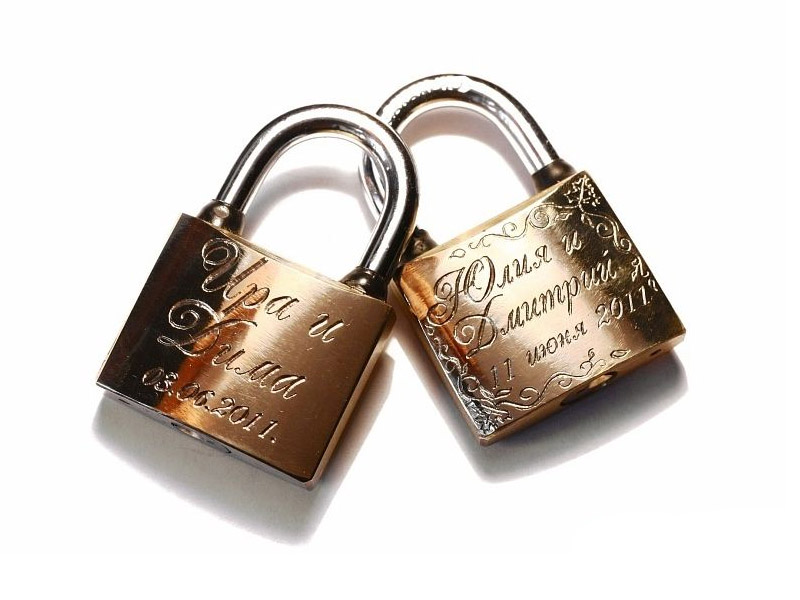 Ира и
Дима
03.06.2011.
Юлия и
Дмитрий
11 июня 2011г